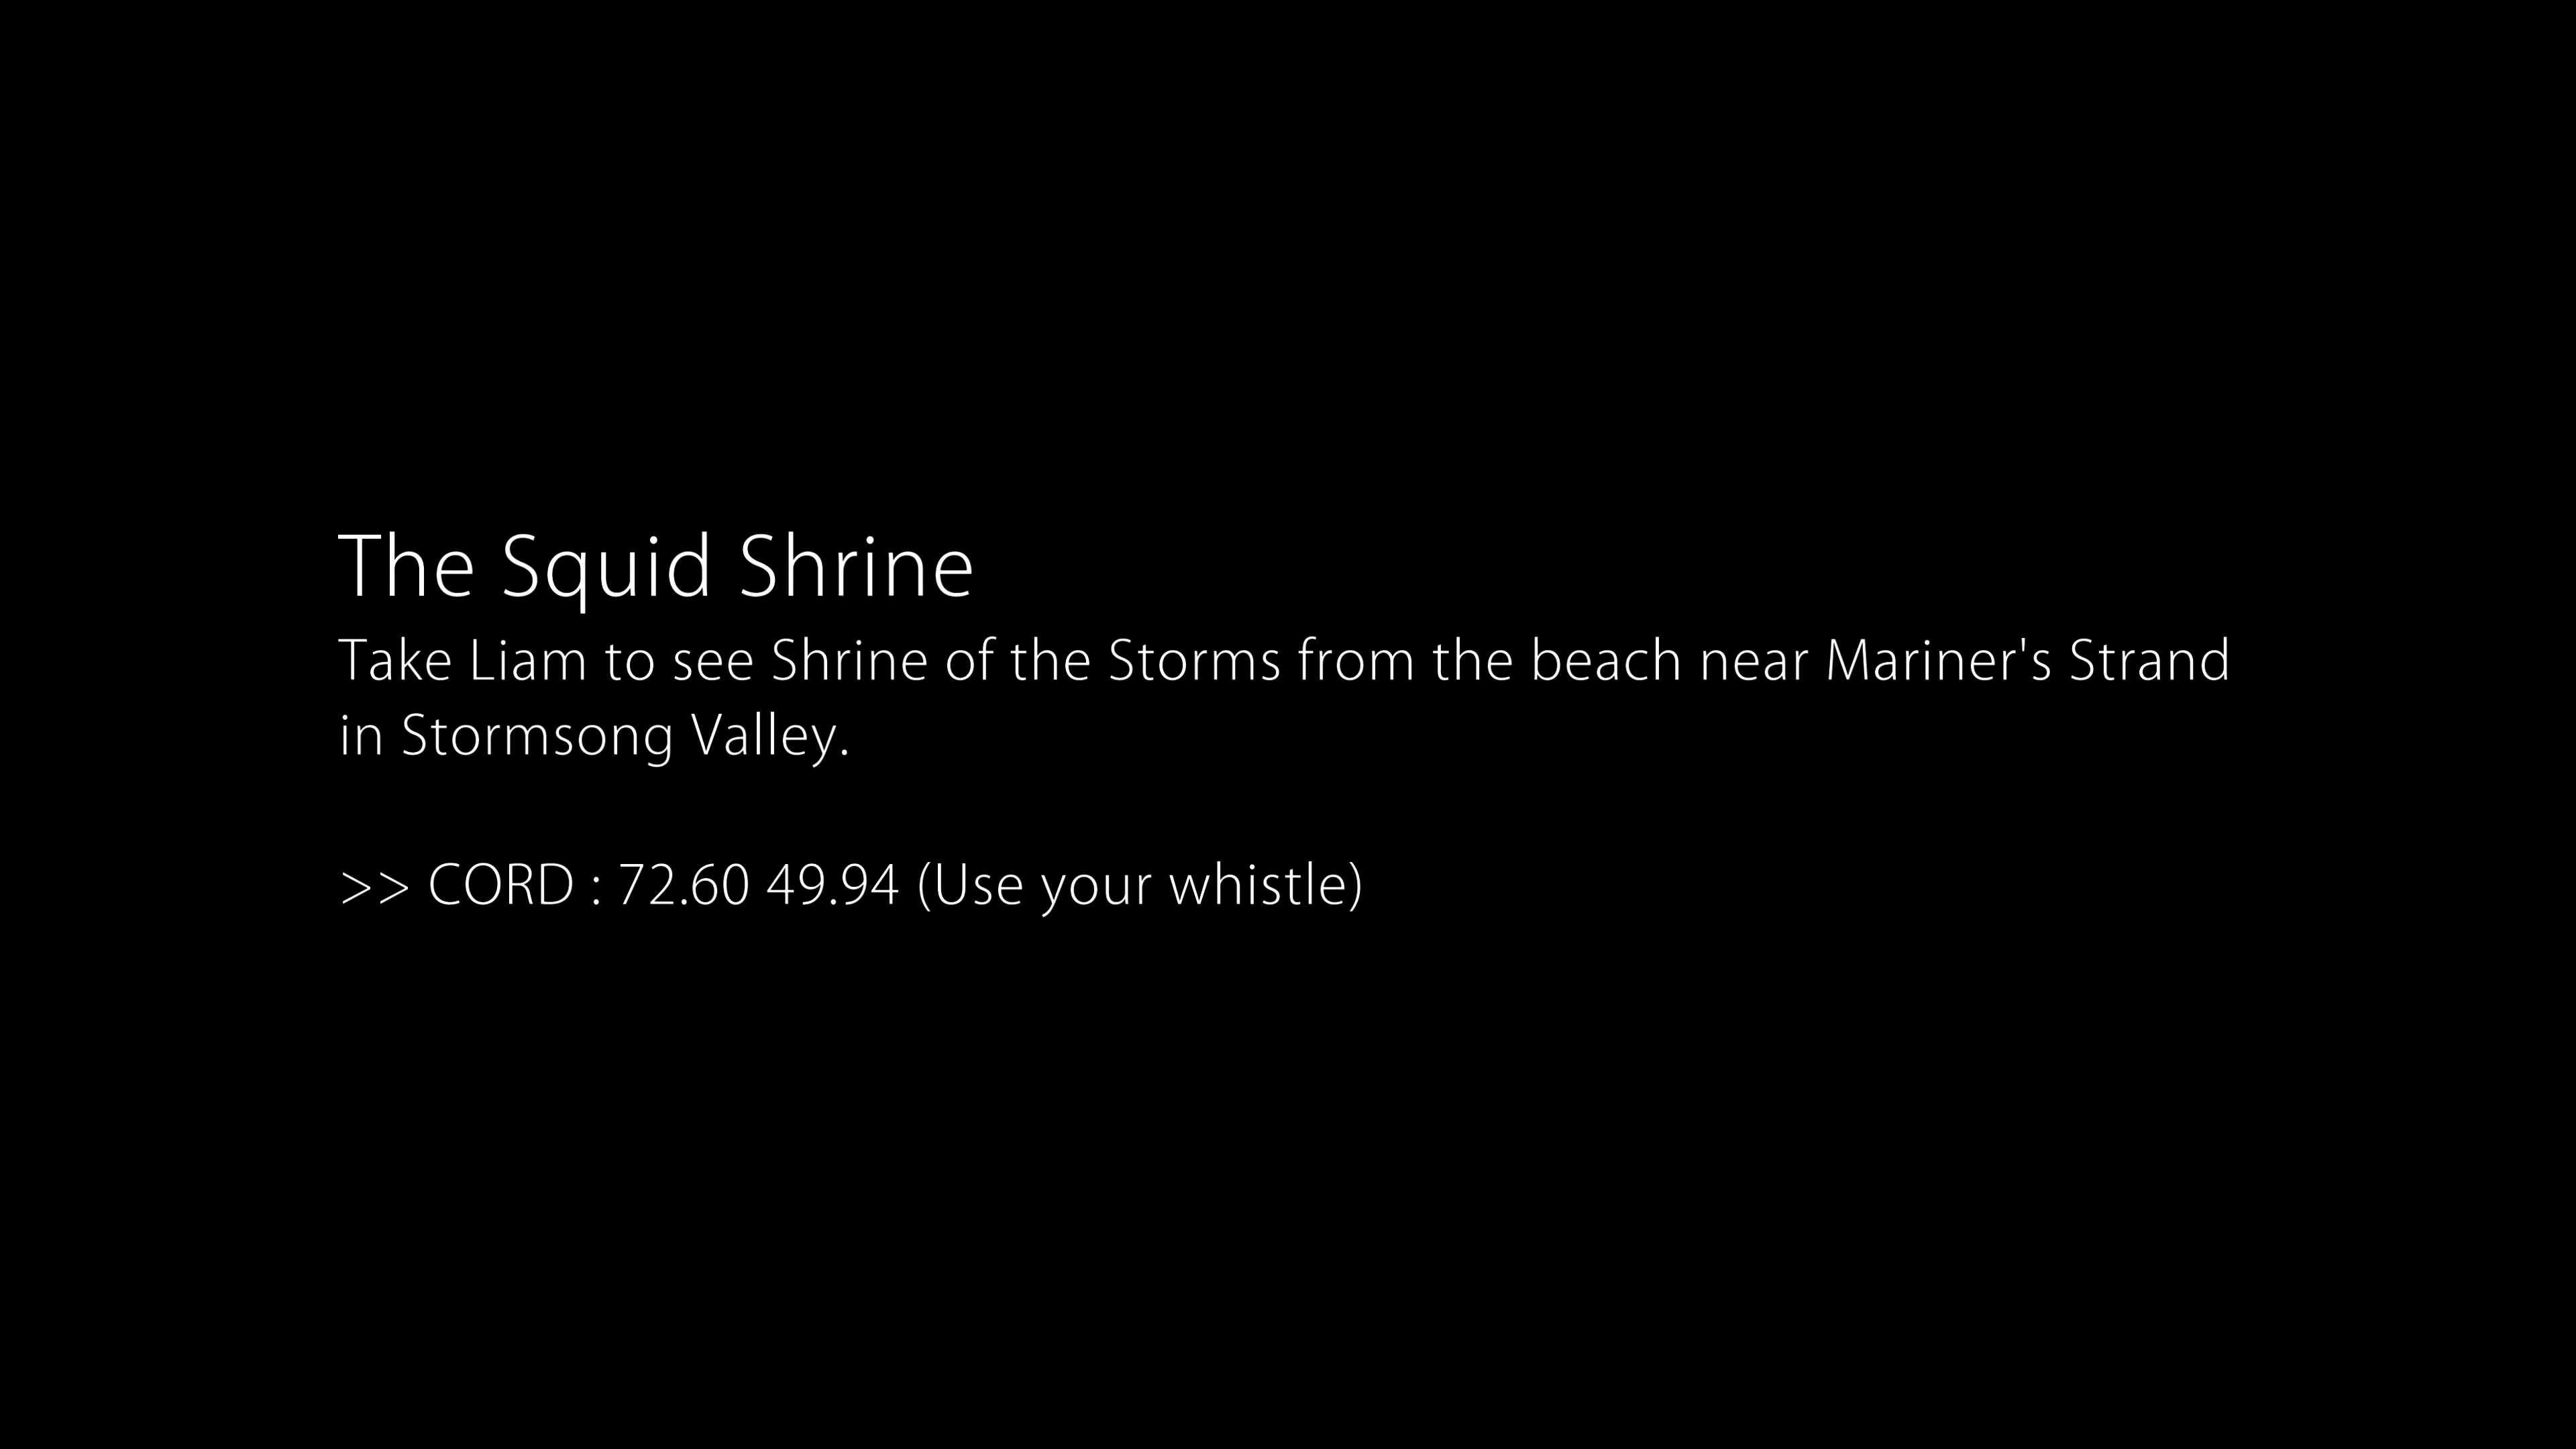 The Squid Shrine
Take Liam to see Shrine of the Storms from the beach near Mariner's Strand
in Stormsong Valley.
>> CORD : 72.60 49.94 (Use your whistle)